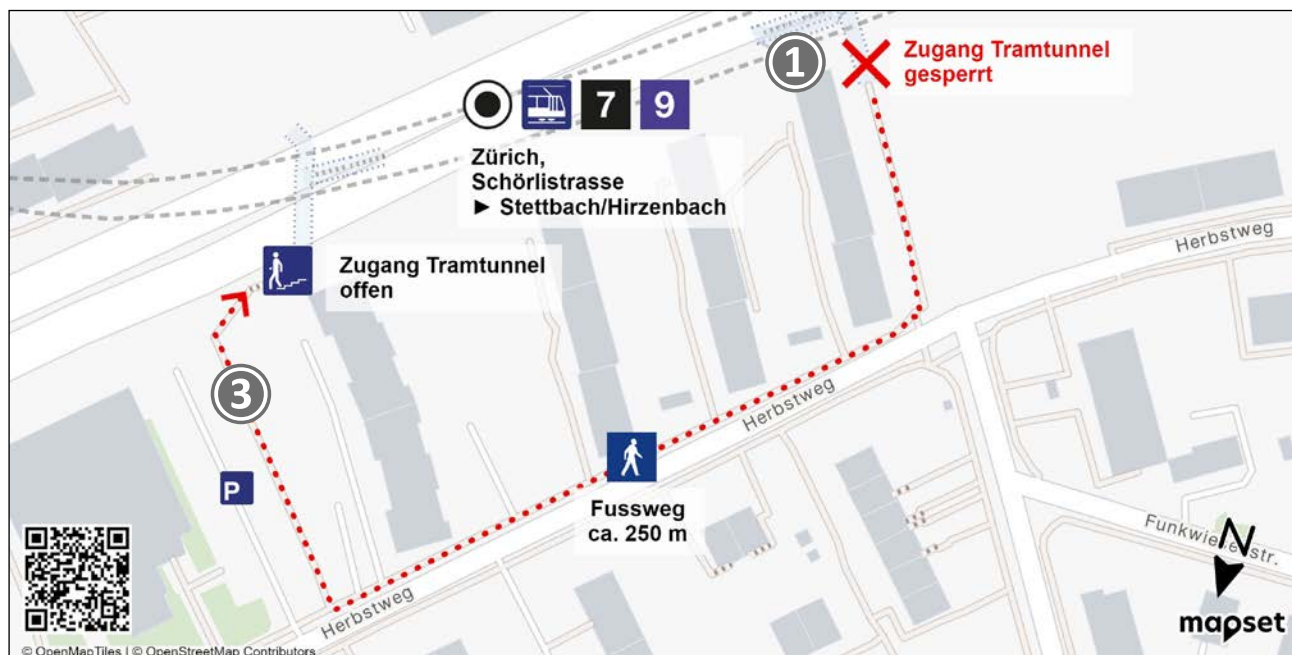 1
Zugang Tramtunnel
gesperrt
7 9
Zürich,
Schörlistrasse
► Stettbach/Hirzenbach
Herbstweg
Zugang Tramtunnel
offen
3
Herbstweg
P
Fussweg
ca. 250 m
Funkwiesenstr.
N
Herbstweg
mapset
© OpenMapTiles | © OpenStreetMap Contributors